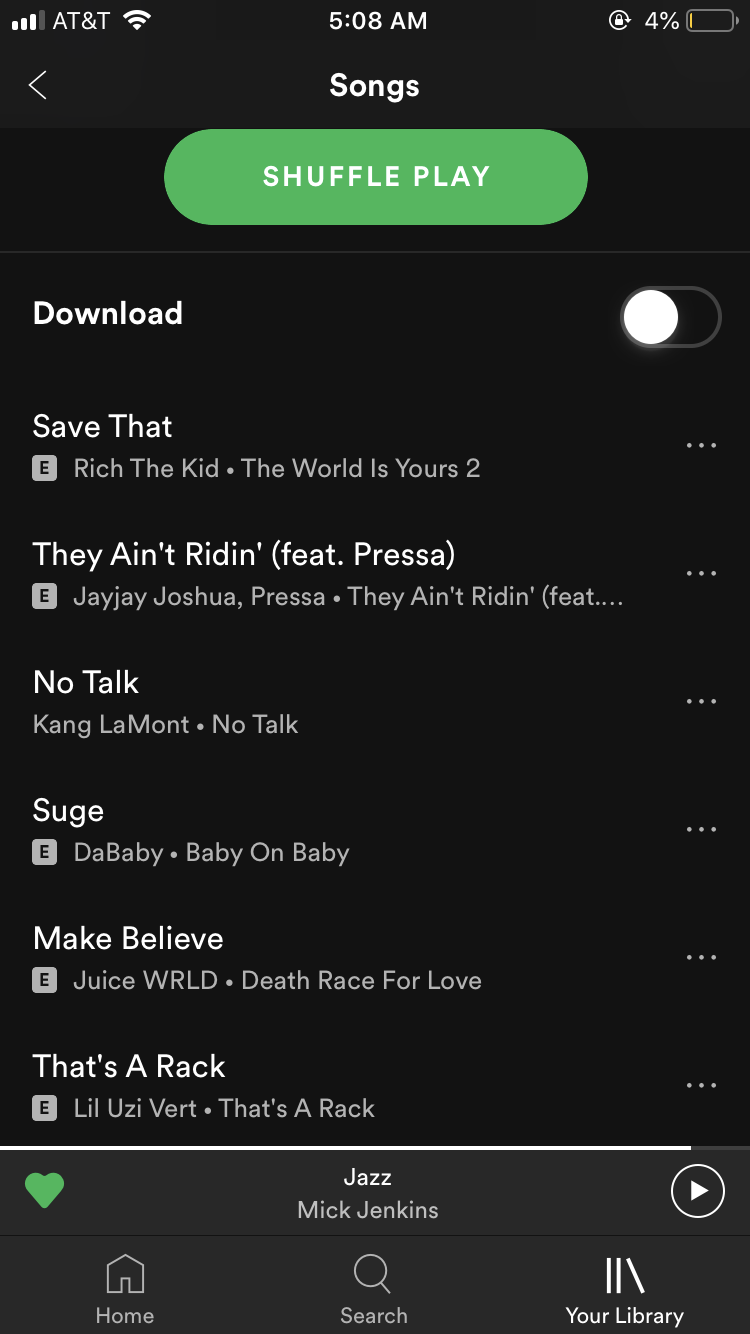 AT&T 5:08 AM 4%
Songs
SHUFFLE PLAY
Download
Save That
E Rich The Kid • The World Is Yours 2
They Ain't Ridin' (feat. Pressa)
E Jayjay Joshua, Pressa • They Ain't Ridin' (feat....
No Talk
Kang LaMont • No Talk
Suge
E DaBaby • Baby On Baby
Make Believe
E Juice WRLD • Death Race For Love
That's A Rack
E Lil Uzi Vert • That's A Rack
Jazz
Mick Jenkins
Home Search Your Library